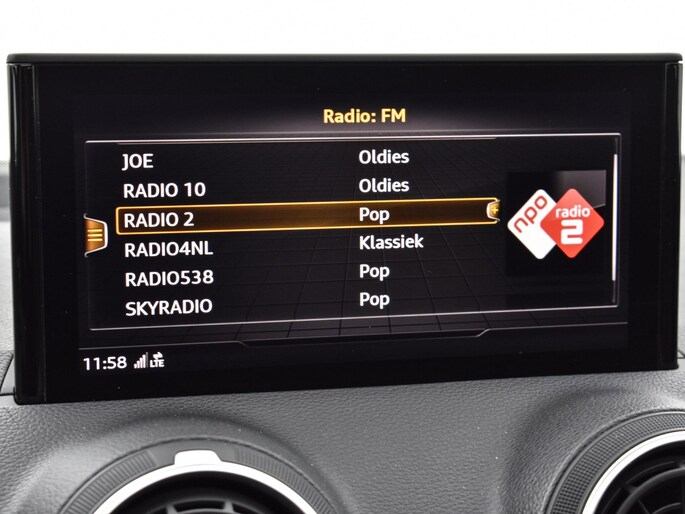 Radio: FM
JOE Oldies
RADIO 10 Oldies
RADIO 2 Pop
RADIO4NL Klassiek
RADIO538 Pop
SKYRADIO Pop
npo radio 2
11:58 LTE